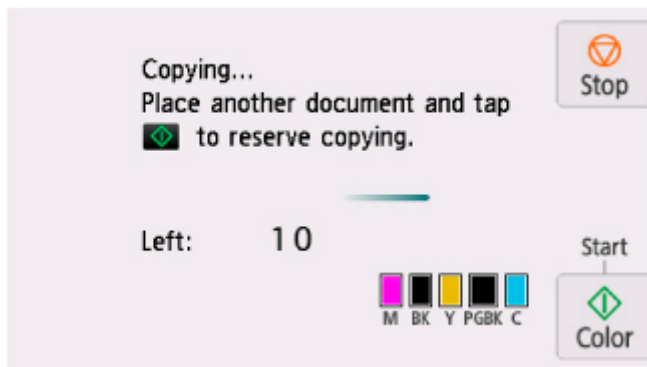 Copying...
Place another document and tap
to reserve copying.
Stop
Left: 10
Start
M BK Y PGBK C
Color